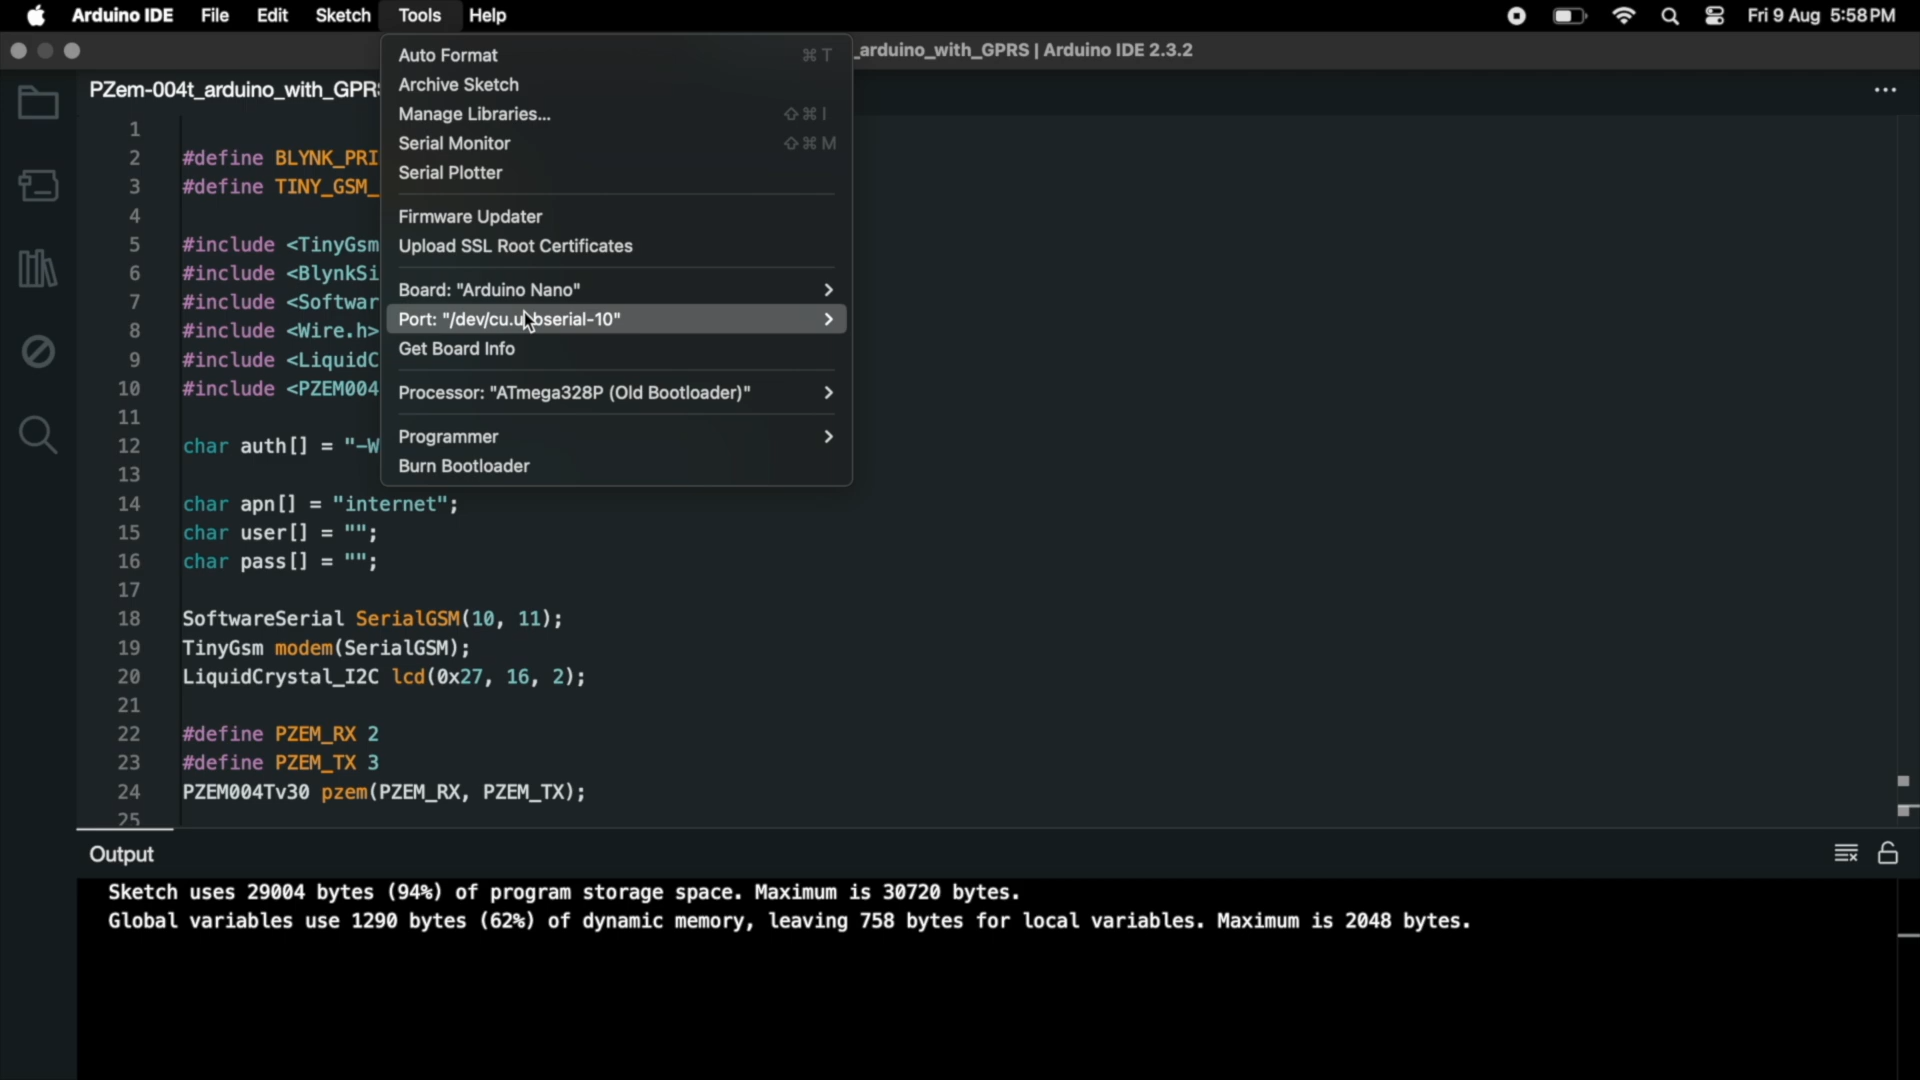 Arduino IDE File Edit Sketch Tools Help Fri 9 Aug 5:58 PM
_arduino_with_GPRS | Arduino IDE 2.3.2
PZem-004t_arduino_with_GPR
Auto Format ⌘ T
Archive Sketch
Manage Libraries... ⇧ ⌘ I
Serial Monitor ⇧ ⌘ M
Serial Plotter
Firmware Updater
Upload SSL Root Certificates
Board: "Arduino Nano"
Port: "/dev/cu.u bserial-10"
Get Board Info
Processor: "ATmega328P (Old Bootloader)"
Programmer
Burn Bootloader
1
2 #define BLYNK_PRI
3 #define TINY_GSM_
4
5 #include <TinyGsm
6 #include <BlynkSi
7 #include <Softwar
8 #include <Wire.h>
9 #include <LiquidC
10 #include <PZEM004
11
12 char auth[] = "-W
13
14 char apn[] = "internet";
15 char user[] = "";
16 char pass[] = "";
17
18 SoftwareSerial SerialGSM(10, 11);
19 TinyGsm modem(SerialGSM);
20 LiquidCrystal_I2C lcd(0x27, 16, 2);
21
22 #define PZEM_RX 2
23 #define PZEM_TX 3
24 PZEM004Tv30 pzem(PZEM_RX, PZEM_TX);
25
Output
Sketch uses 29004 bytes (94%) of program storage space. Maximum is 30720 bytes.
Global variables use 1290 bytes (62%) of dynamic memory, leaving 758 bytes for local variables. Maximum is 2048 bytes.